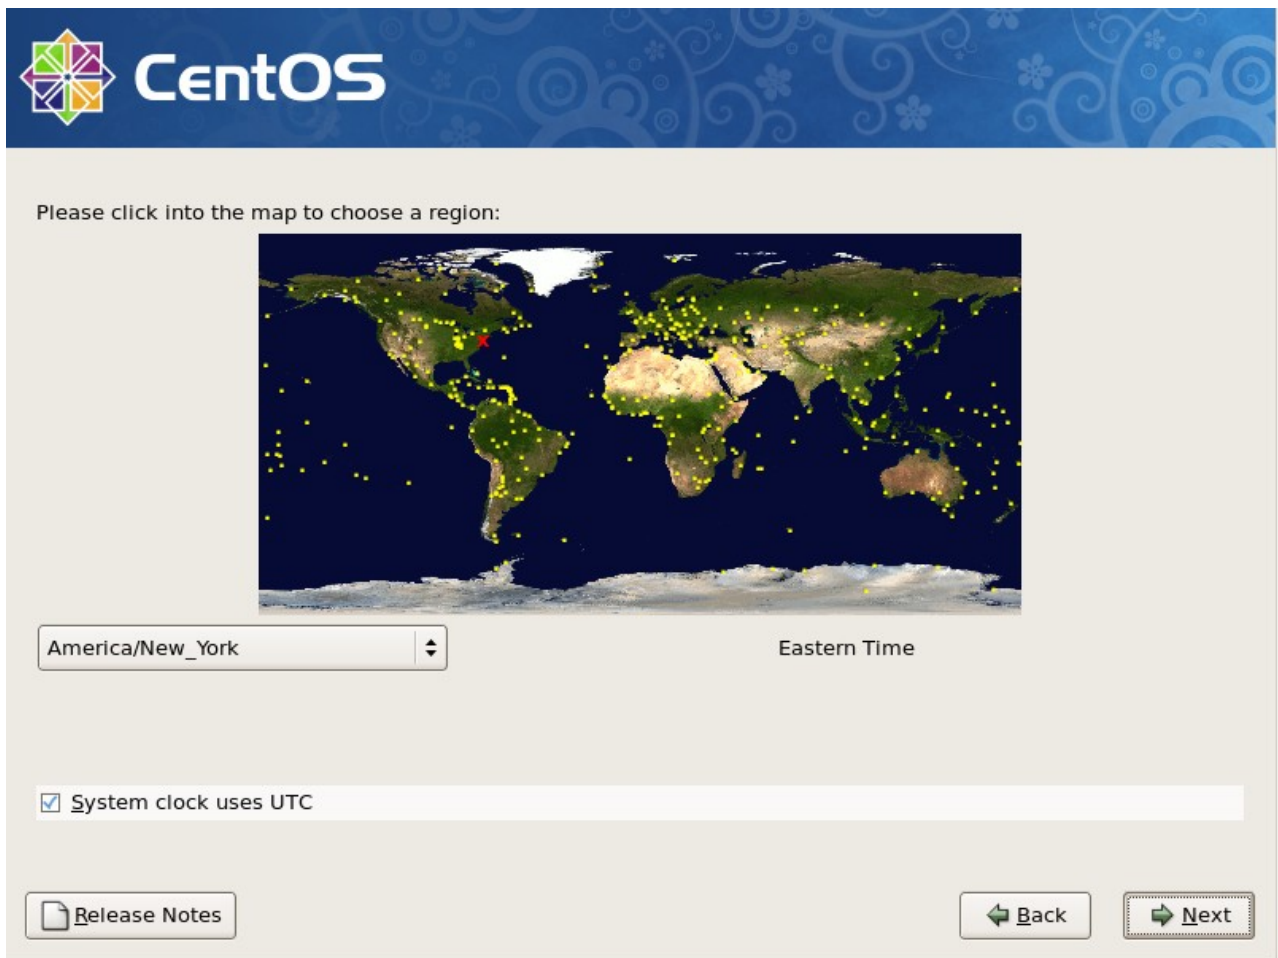 CentOS
Please click into the map to choose a region:
America/New_York
Eastern Time
System clock uses UTC
Release Notes
Back
Next